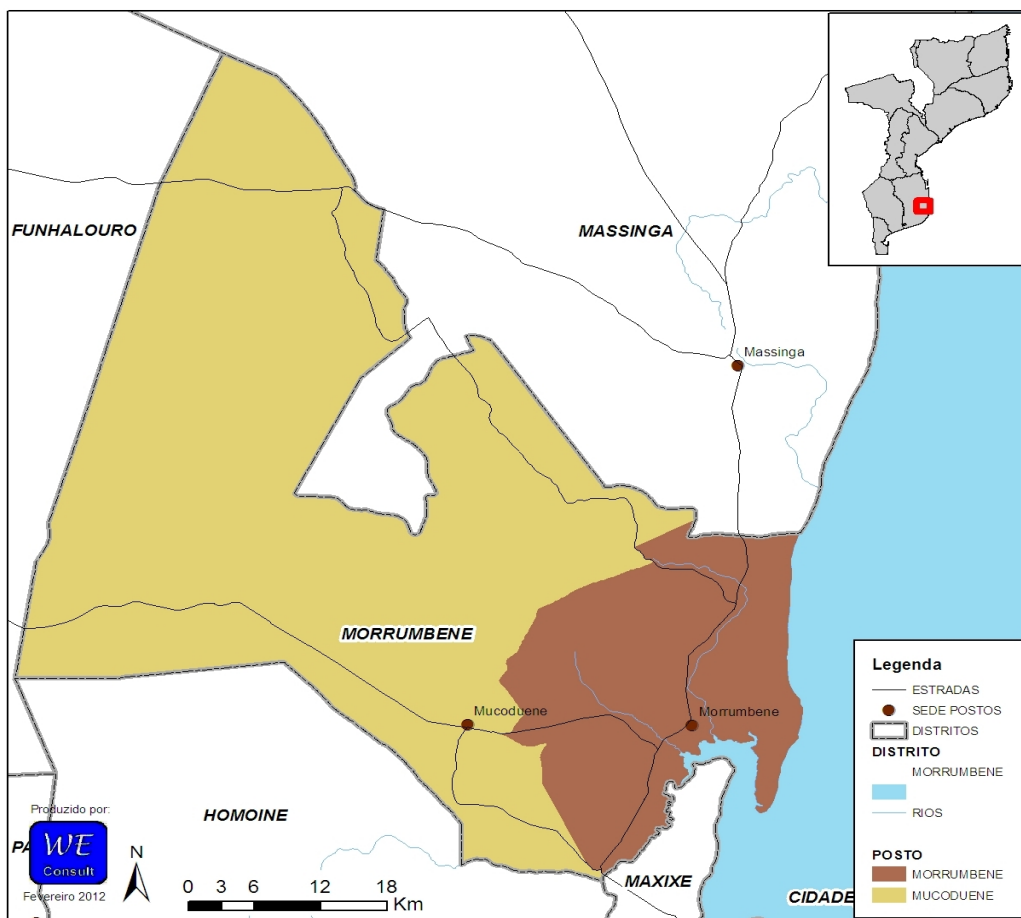 FUNHALOURO
MASSINGA
Massinga
MORRUMBENE
Mucoduene
Morrumbene
HOMOINE
MAXIXE
CIDADE
PA
Produzido por:
WE
Consult
Fevereiro 2012
N
0 3 6 12 18
Km
Legenda
ESTRADAS
SEDE POSTOS
DISTRITOS
DISTRITO
MORRUMBENE
RIOS
POSTO
MORRUMBENE
MUCODUENE